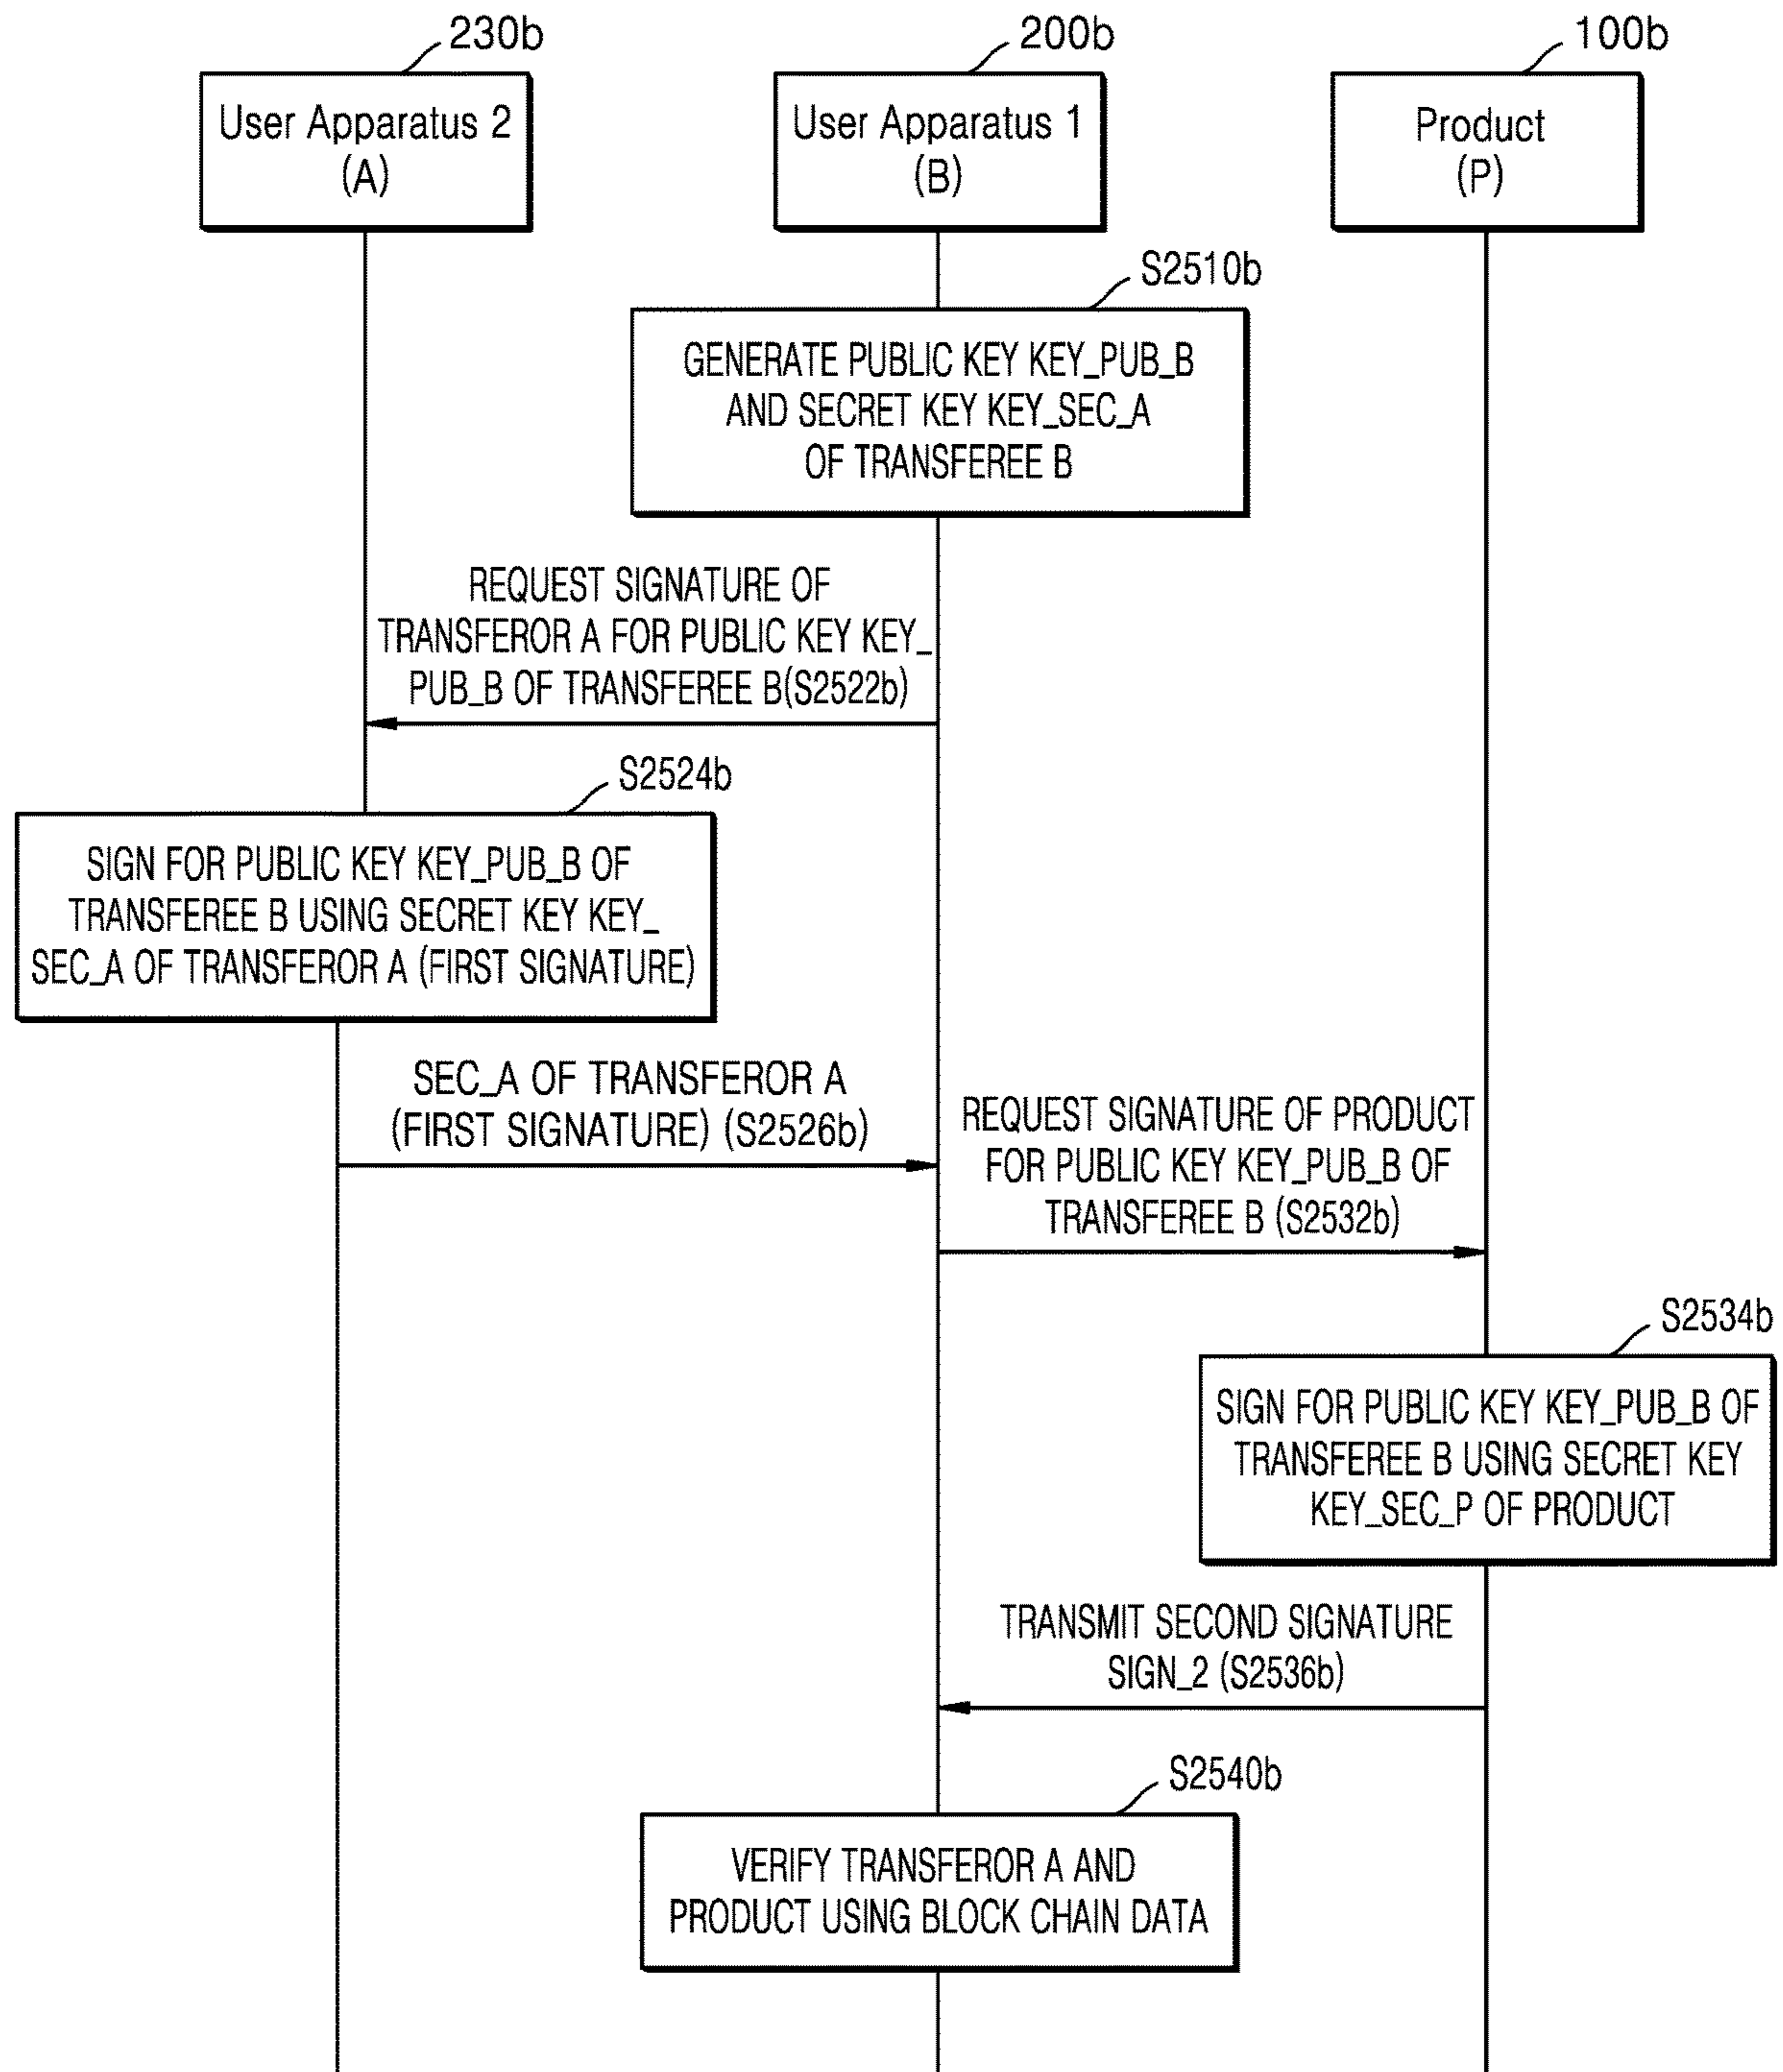 230b
200b
100b
User Apparatus 2
(A)
User Apparatus 1
(B)
Product
(P)
S2510b
GENERATE PUBLIC KEY KEY_PUB_B
AND SECRET KEY KEY_SEC_A
OF TRANSFEREE B
REQUEST SIGNATURE OF
TRANSFEROR A FOR PUBLIC KEY KEY_
PUB_B OF TRANSFEREE B(S2522b)
S2524b
SIGN FOR PUBLIC KEY KEY_PUB_B OF
TRANSFEREE B USING SECRET KEY KEY_
SEC_A OF TRANSFEROR A (FIRST SIGNATURE)
SEC_A OF TRANSFEROR A
(FIRST SIGNATURE) (S2526b)
REQUEST SIGNATURE OF PRODUCT
FOR PUBLIC KEY KEY_PUB_B OF
TRANSFEREE B (S2532b)
S2534b
SIGN FOR PUBLIC KEY KEY_PUB_B OF
TRANSFEREE B USING SECRET KEY
KEY_SEC_P OF PRODUCT
TRANSMIT SECOND SIGNATURE
SIGN_2 (S2536b)
S2540b
VERIFY TRANSFEROR A AND
PRODUCT USING BLOCK CHAIN DATA